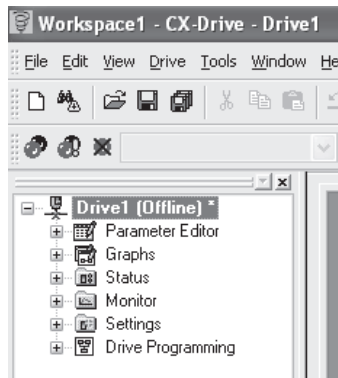 Workspace1 - CX-Drive - Drive1
File Edit View Drive Tools Window He
Drive1 (Offline) *
Parameter Editor
Graphs
Status
Monitor
Settings
Drive Programming